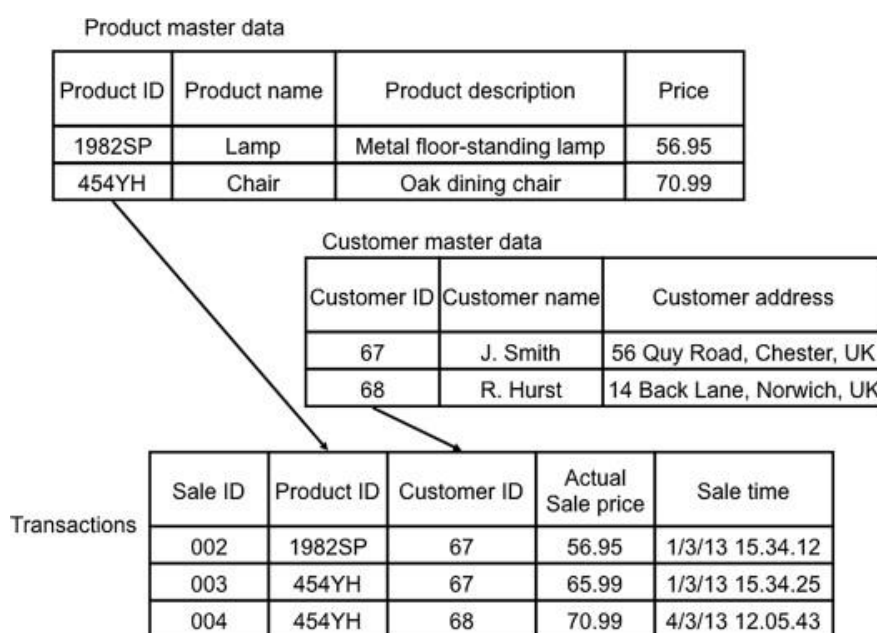 Product master data
Product ID Product name Product description Price
1982SP Lamp Metal floor-standing lamp 56.95
454YH Chair Oak dining chair 70.99
Customer master data
Customer ID Customer name Customer address
67 J. Smith 56 Quy Road, Chester, UK
68 R. Hurst 14 Back Lane, Norwich, UK
Transactions
Sale ID Product ID Customer ID Actual Sale price Sale time
002 1982SP 67 56.95 1/3/13 15.34.12
003 454YH 67 65.99 1/3/13 15.34.25
004 454YH 68 70.99 4/3/13 12.05.43